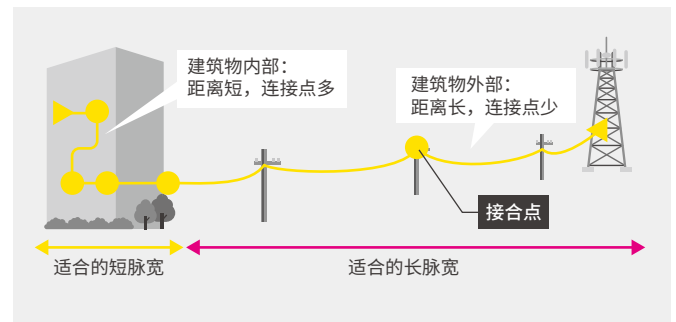 建筑物内部：
距离短，连接点多
建筑物外部：
距离长，连接点少
接合点
适合的短脉宽
适合的长脉宽